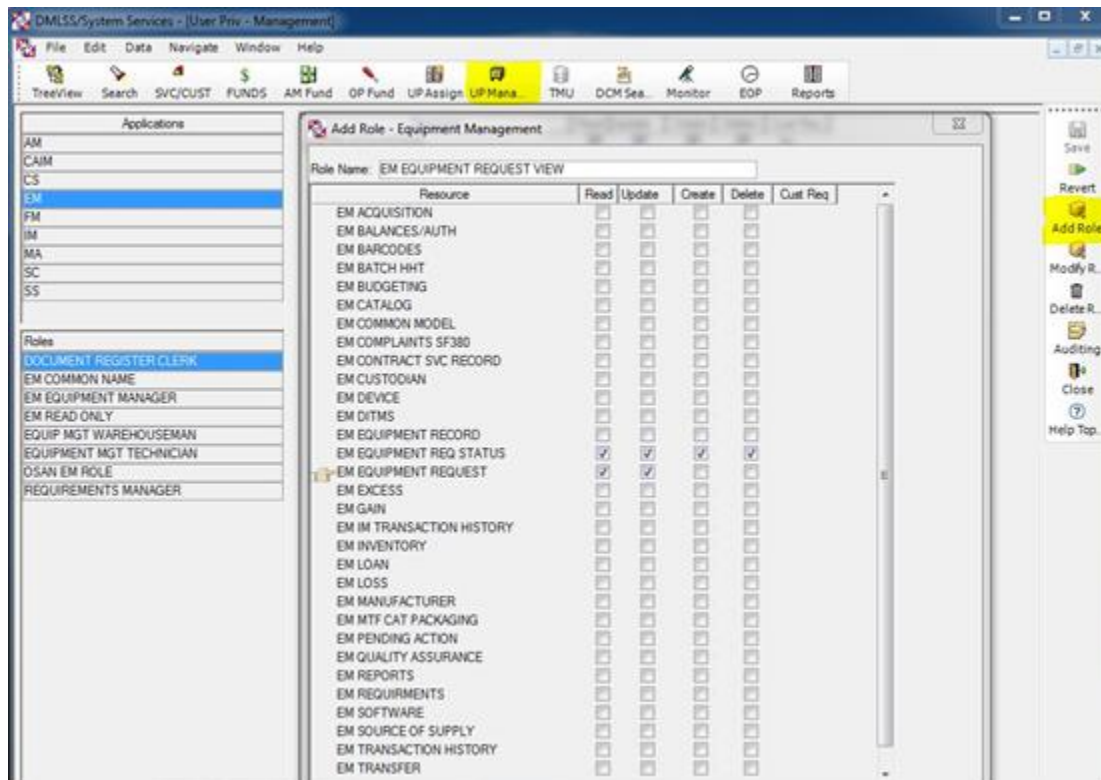 DMLSS/System Services - [User Priv - Management]
File Edit Data Navigate Window Help
TreeView Search SVC/CUST FUNDS AM Fund OP Fund UP Assign UP Mana... TMU DCM Sea... Monitor EOP Reports
Applications
AM
CAIM
CS
EM
FM
IM
MA
SC
SS
Roles
DOCUMENT REGISTER CLERK
EM COMMON NAME
EM EQUIPMENT MANAGER
EM READ ONLY
EQUIP MGT WAREHOUSEMAN
EQUIPMENT MGT TECHNICIAN
OSAN EM ROLE
REQUIREMENTS MANAGER
Add Role - Equipment Management
Role Name: EM EQUIPMENT REQUEST VIEW
Resource Read Update Create Delete Cust Req
EM ACQUISITION
EM BALANCES/AUTH
EM BARCODES
EM BATCH HHT
EM BUDGETING
EM CATALOG
EM COMMON MODEL
EM COMPLAINTS SF380
EM CONTRACT SVC RECORD
EM CUSTODIAN
EM DEVICE
EM DITMS
EM EQUIPMENT RECORD
EM EQUIPMENT REQ STATUS
EM EQUIPMENT REQUEST
EM EXCESS
EM GAIN
EM IM TRANSACTION HISTORY
EM INVENTORY
EM LOAN
EM LOSS
EM MANUFACTURER
EM MTF CAT PACKAGING
EM PENDING ACTION
EM QUALITY ASSURANCE
EM REPORTS
EM REQUIRMENTS
EM SOFTWARE
EM SOURCE OF SUPPLY
EM TRANSACTION HISTORY
EM TRANSFER
Save
Revert
Add Role
Modify R...
Delete R...
Auditing
Close
Help Top...